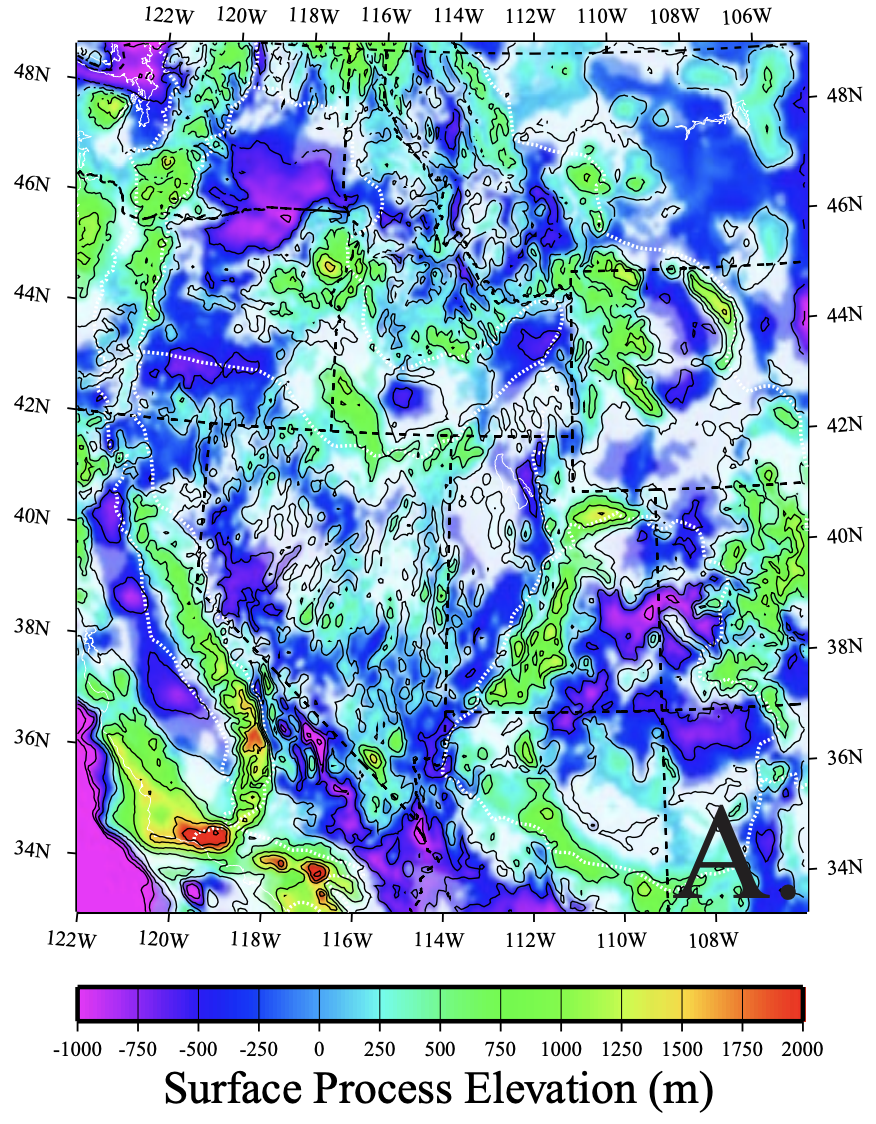 122W 120W 118W 116W 114W 112W 110W 108W 106W
48N 48N
46N 46N
44N 44N
42N 42N
40N 40N
38N 38N
36N 36N
34N 34N
A.
122W 120W 118W 116W 114W 112W 110W 108W
-1000 -750 -500 -250 0 250 500 750 1000 1250 1500 1750 2000
Surface Process Elevation (m)